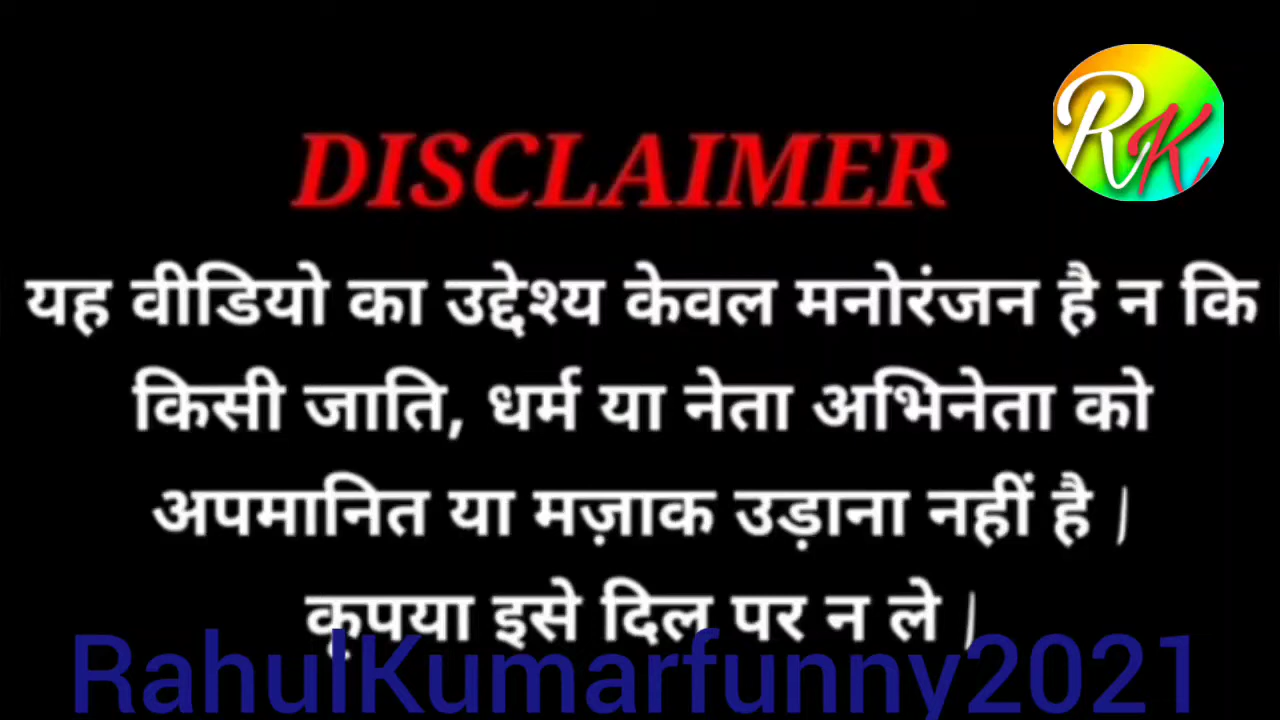 RK
DISCLAIMER
यह वीडियो का उद्देश्य केवल मनोरंजन है न कि
किसी जाति, धर्म या नेता अभिनेता को
अपमानित या मज़ाक उड़ाना नहीं है |
कृपया इसे दिल पर न ले |
RahulKumarfunny2021